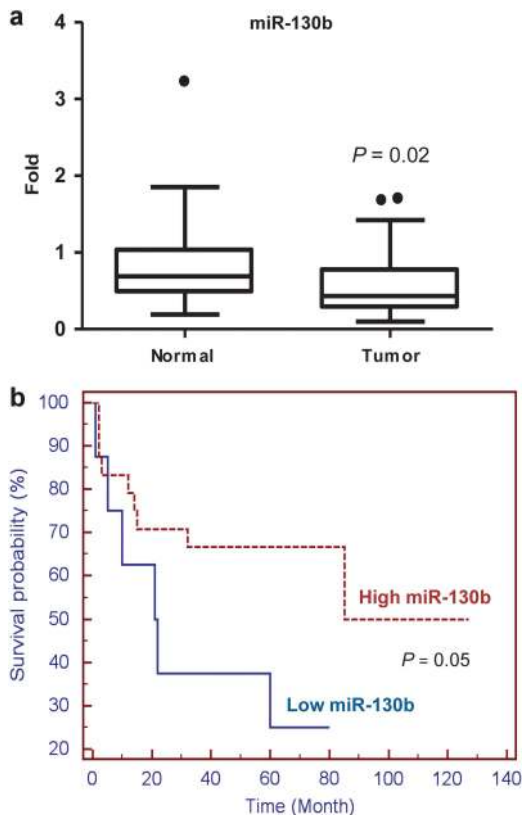 a
miR-130b
4
3
2
1
0
Fold
P = 0.02
Normal Tumor
b
100
90
80
70
60
50
40
30
20
Survival probability (%)
High miR-130b
P = 0.05
Low miR-130b
0 20 40 60 80 100 120 140
Time (Month)